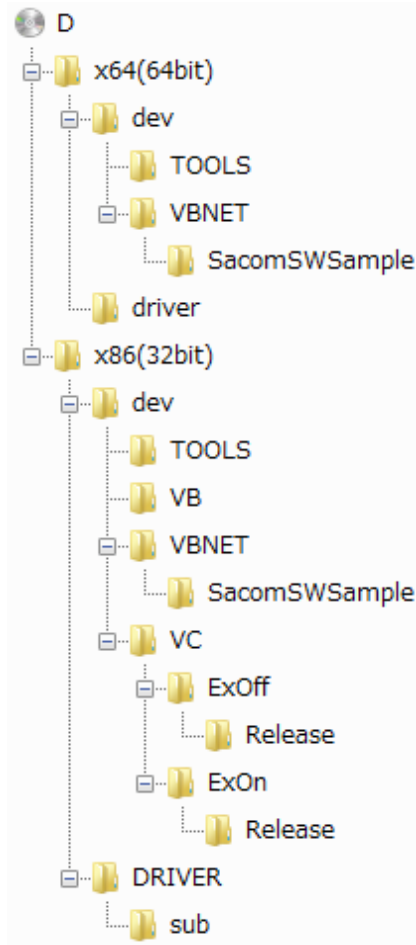 D
x64(64bit)
dev
TOOLS
VBNET
SacomSWSample
driver
x86(32bit)
dev
TOOLS
VB
VBNET
SacomSWSample
VC
ExOff
Release
ExOn
Release
DRIVER
sub